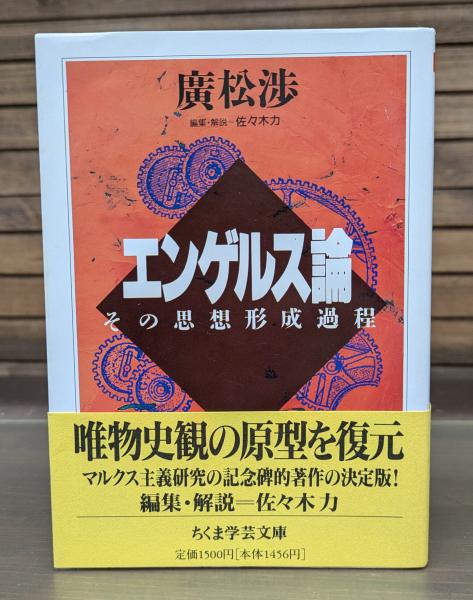 廣松渉
編集・解説＝佐々木力
エンゲルス論
その思想形成過程
唯物史観の原型を復元
マルクス主義研究の記念碑的著作の決定版！
編集・解説＝佐々木力
ちくま学芸文庫
定価1500円［本体1456円］